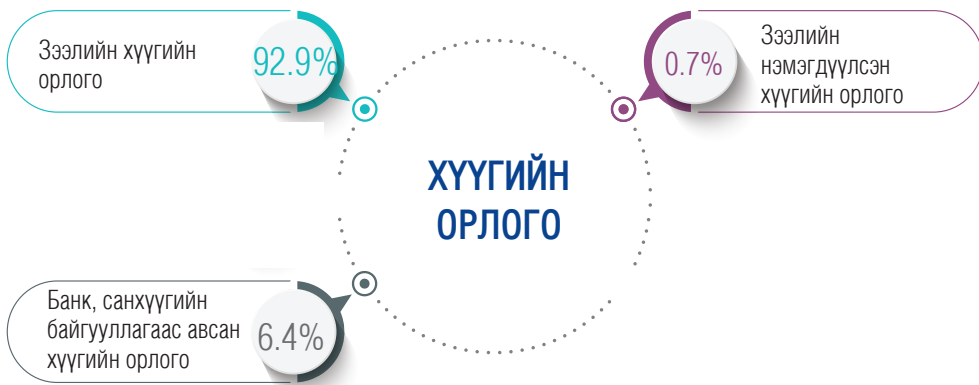 Зээлийн хүүгийн
орлого
92.9%
0.7%
Зээлийн
нэмэгдүүлсэн
хүүгийн орлого
ХҮҮГИЙН
ОРЛОГО
Банк, санхүүгийн
байгууллагаас авсан
хүүгийн орлого
6.4%